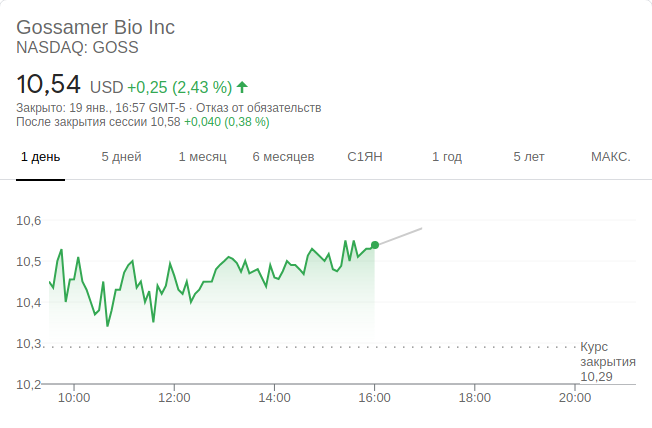 Gossamer Bio Inc
NASDAQ: GOSS
10,54 USD +0,25 (2,43 %) ↑
Закрыто: 19 янв., 16:57 GMT-5 · Отказ от обязательств
После закрытия сессии 10,58 +0,040 (0,38 %)
1 день 5 дней 1 месяц 6 месяцев С1ЯН 1 год 5 лет МАКС.
10,6
10,5
10,4
10,3
Курс
закрытия
10,29
10,2
10:00 12:00 14:00 16:00 18:00 20:00